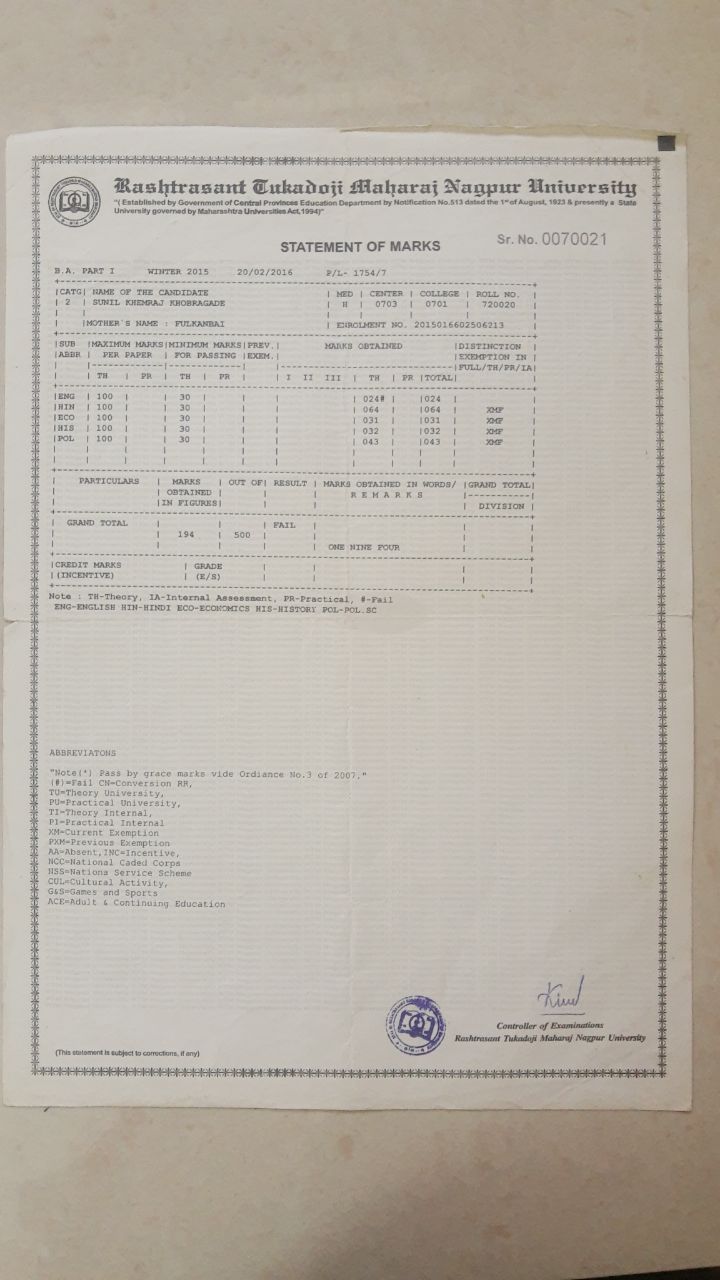 Rashtrasant Tukadoji Maharaj Nagpur University
"( Established by Government of Central Provinces Education Department by Notification No.513 dated the 1st of August, 1923 & presently a State
University governed by Maharashtra Universities Act, 1994)"
STATEMENT OF MARKS
Sr. No. 0070021
B.A. PART I WINTER 2015 20/02/2016 P/L- 1754/7
|CATG| NAME OF THE CANDIDATE | MED | CENTER | COLLEGE | ROLL NO. |
| 2 | SUNIL KHEMRAJ KHOBRAGADE | H | 0703 | 0701 | 720020 |
| |MOTHER'S NAME : FULKANBAI | ENROLMENT NO. 2015016602506213
|SUB |MAXIMUM MARKS|MINIMUM MARKS|PREV.| MARKS OBTAINED |DISTINCTION |
|ABBR | PER PAPER | FOR PASSING |EXEM.| |EXEMPTION IN |
|FULL/TH/PR/IA|
| | TH | PR | TH | PR | | I II III | TH | PR |TOTAL| |
|ENG | 100 | | 30 | | | | 024# | |024 | |
|HIN | 100 | | 30 | | | | 064 | |064 | XMF |
|ECO | 100 | | 30 | | | | 031 | |031 | XMF |
|HIS | 100 | | 30 | | | | 032 | |032 | XMF |
|POL | 100 | | 30 | | | | 043 | |043 | XMF |
| PARTICULARS | MARKS | OUT OF| RESULT | MARKS OBTAINED IN WORDS/ |GRAND TOTAL|
| OBTAINED | | | R E M A R K S |
|IN FIGURES| | | | DIVISION |
| GRAND TOTAL | | |FAIL |
| 194 | 500 |
| ONE NINE FOUR
|CREDIT MARKS | GRADE | | | |
|(INCENTIVE) | (E/S) | | | |
Note : TH-Theory, IA-Internal Assessment, PR-Practical, #-Fail
ENG-ENGLISH HIN-HINDI ECO-ECONOMICS HIS-HISTORY POL-POL.SC
ABBREVIATONS
"Note(*) Pass by grace marks vide Ordiance No.3 of 2007,"
(#)=Fail CN=Conversion RR,
TU=Theory University,
PU=Practical University,
TI=Theory Internal,
PI=Practical Internal
XM=Current Exemption
PXM=Previous Exemption
AA=Absent,INC=Incentive,
NCC=National Caded Corps
NSS=Nationa Service Scheme
CUL=Cultural Activity,
G&S=Games and Sports
ACE=Adult & Continuing Education
Controller of Examinations
Rashtrasant Tukadoji Maharaj Nagpur University
(This statement is subject to corrections, if any)